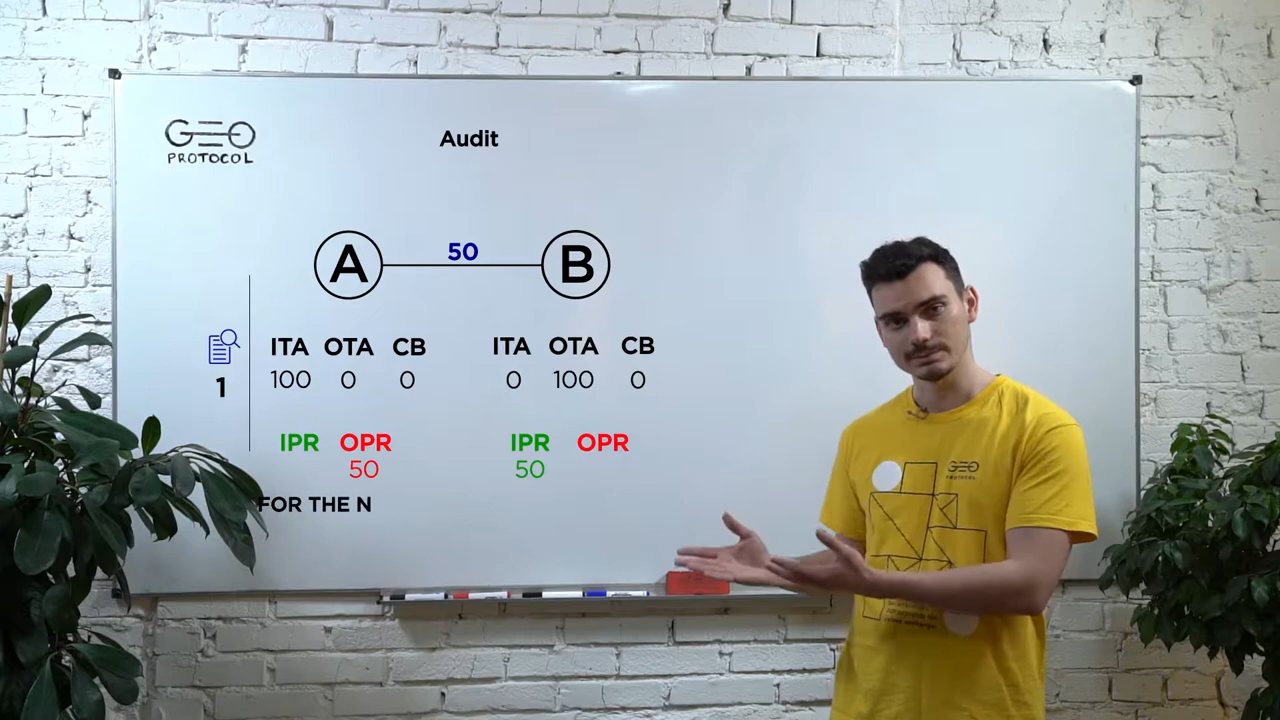 GEO
PROTOCOL
Audit
A 50 B
ITA OTA CB ITA OTA CB
1 100 0 0 0 100 0
IPR OPR IPR OPR
50 50
FOR THE N
GEO
PROTOCOL